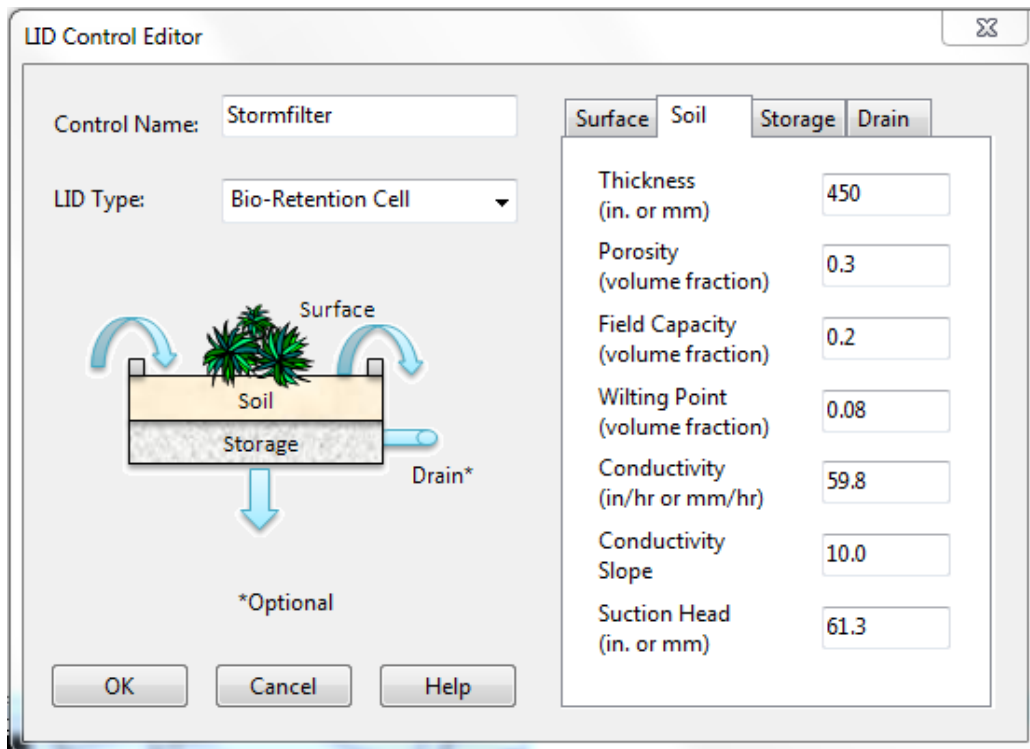 LID Control Editor
Control Name:
Stormfilter
LID Type:
Bio-Retention Cell
Surface
Soil
Storage
Drain*
*Optional
OK
Cancel
Help
Surface
Soil
Storage
Drain
Thickness
(in. or mm)
450
Porosity
(volume fraction)
0.3
Field Capacity
(volume fraction)
0.2
Wilting Point
(volume fraction)
0.08
Conductivity
(in/hr or mm/hr)
59.8
Conductivity
Slope
10.0
Suction Head
(in. or mm)
61.3